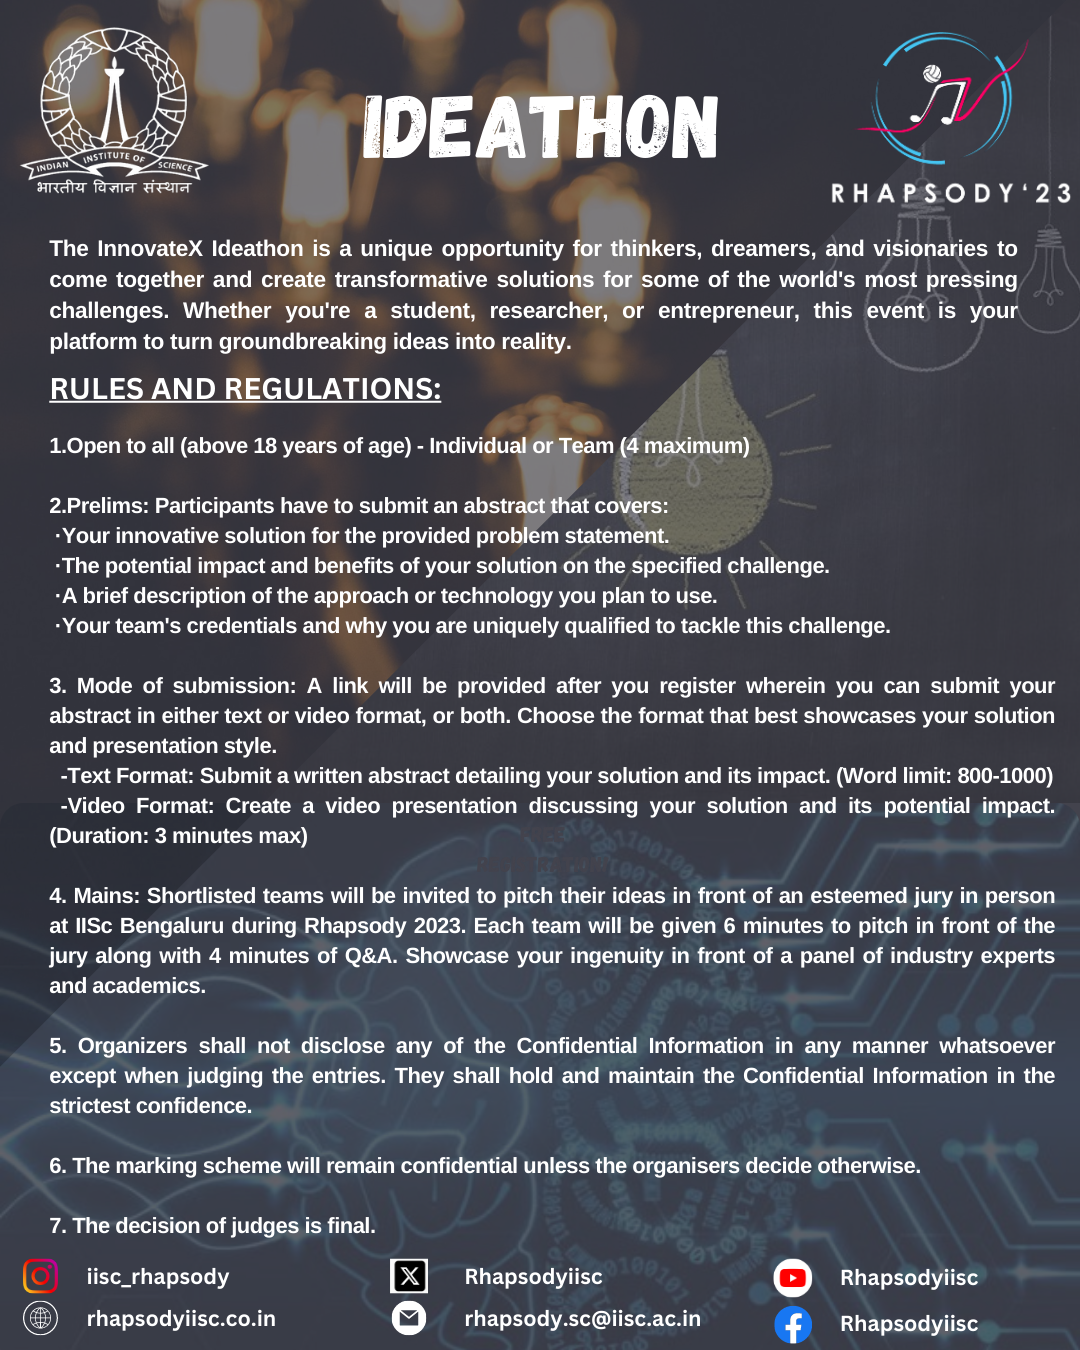 IDEATHON
INDIAN INSTITUTE OF SCIENCE
भारतीय विज्ञान संस्थान
RHAPSODY‘23
The InnovateX Ideathon is a unique opportunity for thinkers, dreamers, and visionaries to
come together and create transformative solutions for some of the world's most pressing
challenges. Whether you're a student, researcher, or entrepreneur, this event is your
platform to turn groundbreaking ideas into reality.
RULES AND REGULATIONS:
1.Open to all (above 18 years of age) - Individual or Team (4 maximum)
2.Prelims: Participants have to submit an abstract that covers:
·Your innovative solution for the provided problem statement.
·The potential impact and benefits of your solution on the specified challenge.
·A brief description of the approach or technology you plan to use.
·Your team's credentials and why you are uniquely qualified to tackle this challenge.
3. Mode of submission: A link will be provided after you register wherein you can submit your
abstract in either text or video format, or both. Choose the format that best showcases your solution
and presentation style.
-Text Format: Submit a written abstract detailing your solution and its impact. (Word limit: 800-1000)
-Video Format: Create a video presentation discussing your solution and its potential impact.
(Duration: 3 minutes max)
4. Mains: Shortlisted teams will be invited to pitch their ideas in front of an esteemed jury in person
at IISc Bengaluru during Rhapsody 2023. Each team will be given 6 minutes to pitch in front of the
jury along with 4 minutes of Q&A. Showcase your ingenuity in front of a panel of industry experts
and academics.
5. Organizers shall not disclose any of the Confidential Information in any manner whatsoever
except when judging the entries. They shall hold and maintain the Confidential Information in the
strictest confidence.
6. The marking scheme will remain confidential unless the organisers decide otherwise.
7. The decision of judges is final.
iisc_rhapsody
Rhapsodyiisc
Rhapsodyiisc
rhapsodyiisc.co.in
rhapsody.sc@iisc.ac.in
Rhapsodyiisc